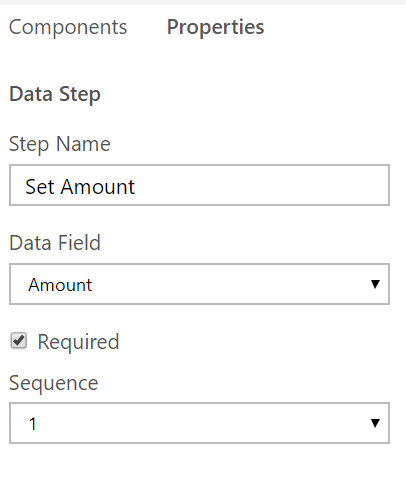 Components Properties
Data Step
Step Name
Set Amount
Data Field
Amount
Required
Sequence
1